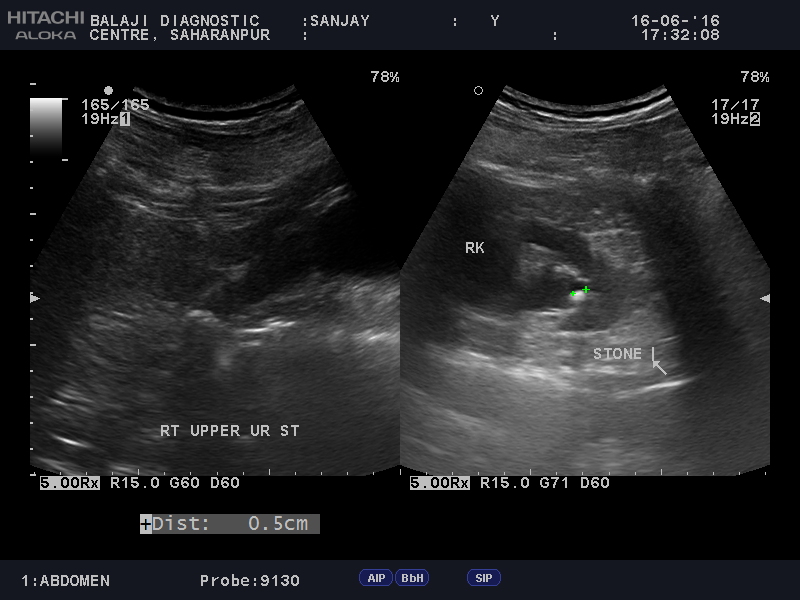 HITACHI
ALOKA
BALAJI DIAGNOSTIC :SANJAY : Y 16-06-'16
CENTRE, SAHARANPUR : : 17:32:08
78% 78%
165/165 17/17
19Hz1 19Hz2
RK
STONE
RT UPPER UR ST
5.00Rx R15.0 G60 D60 5.00Rx R15.0 G71 D60
+Dist: 0.5cm
1:ABDOMEN Probe:9130 AIP BbH SIP